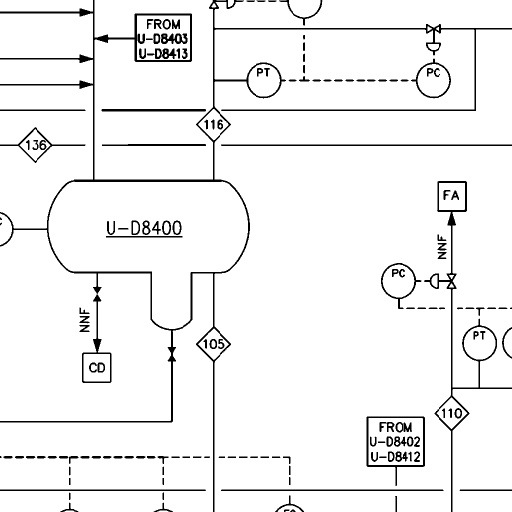 FROM
U-D8403
U-D8413
PT
PC
116
136
FA
U-D8400
NNF
PC
NNF
PT
105
CD
110
FROM
U-D8402
U-D8412